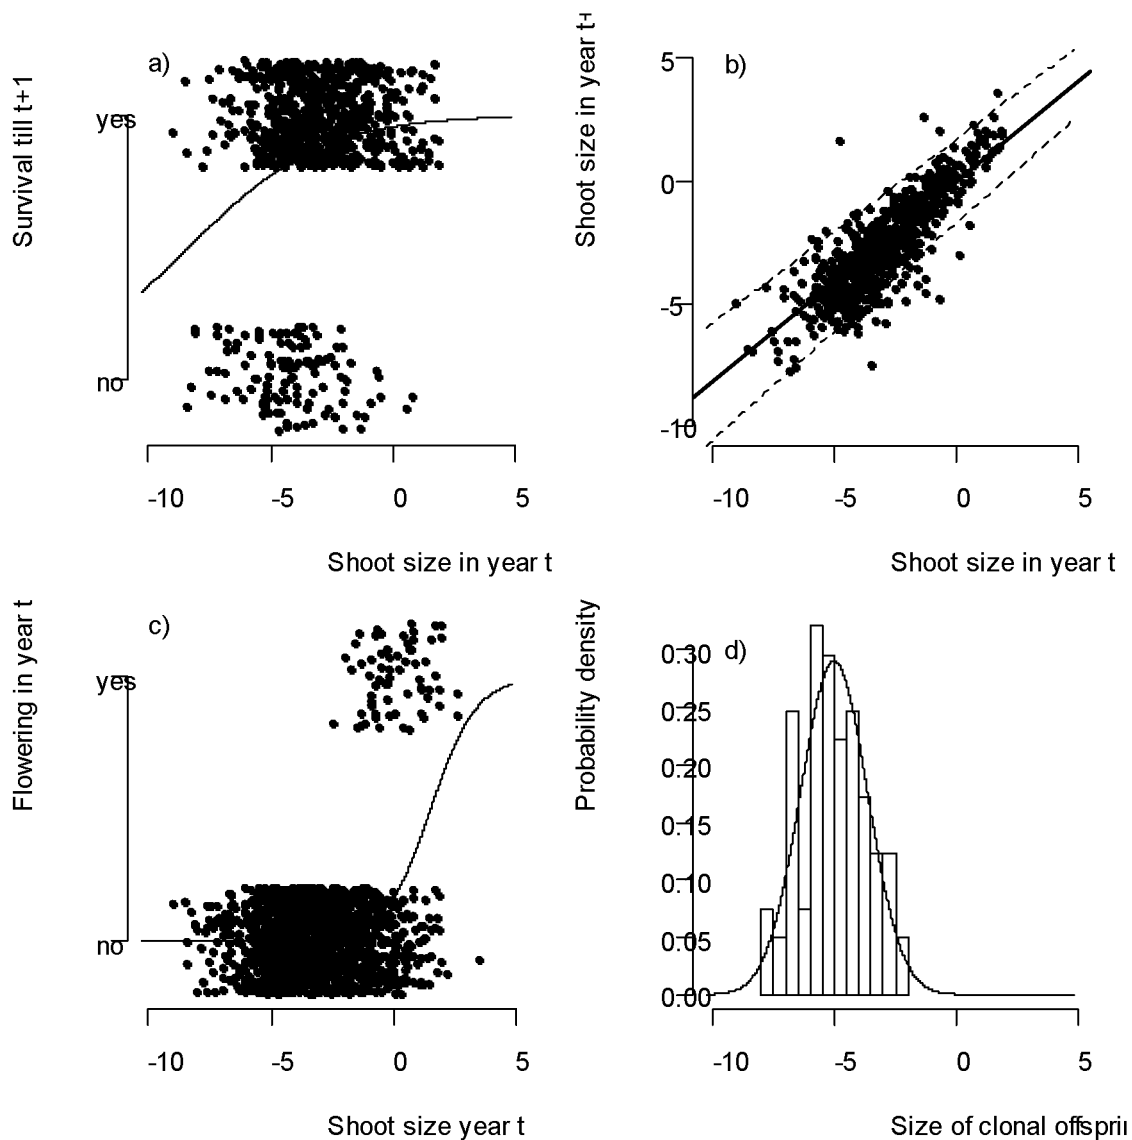 a)
Survival till t+1
yes
no
-10 -5 0 5
Shoot size in year t
b)
Shoot size in year t+
5
0
-5
-10
-10 -5 0 5
Shoot size in year t
c)
Flowering in year t
yes
no
-10 -5 0 5
Shoot size year t
d)
Probability density
0.30
0.25
0.20
0.15
0.10
0.05
0.00
-10 -5 0 5
Size of clonal offsprin